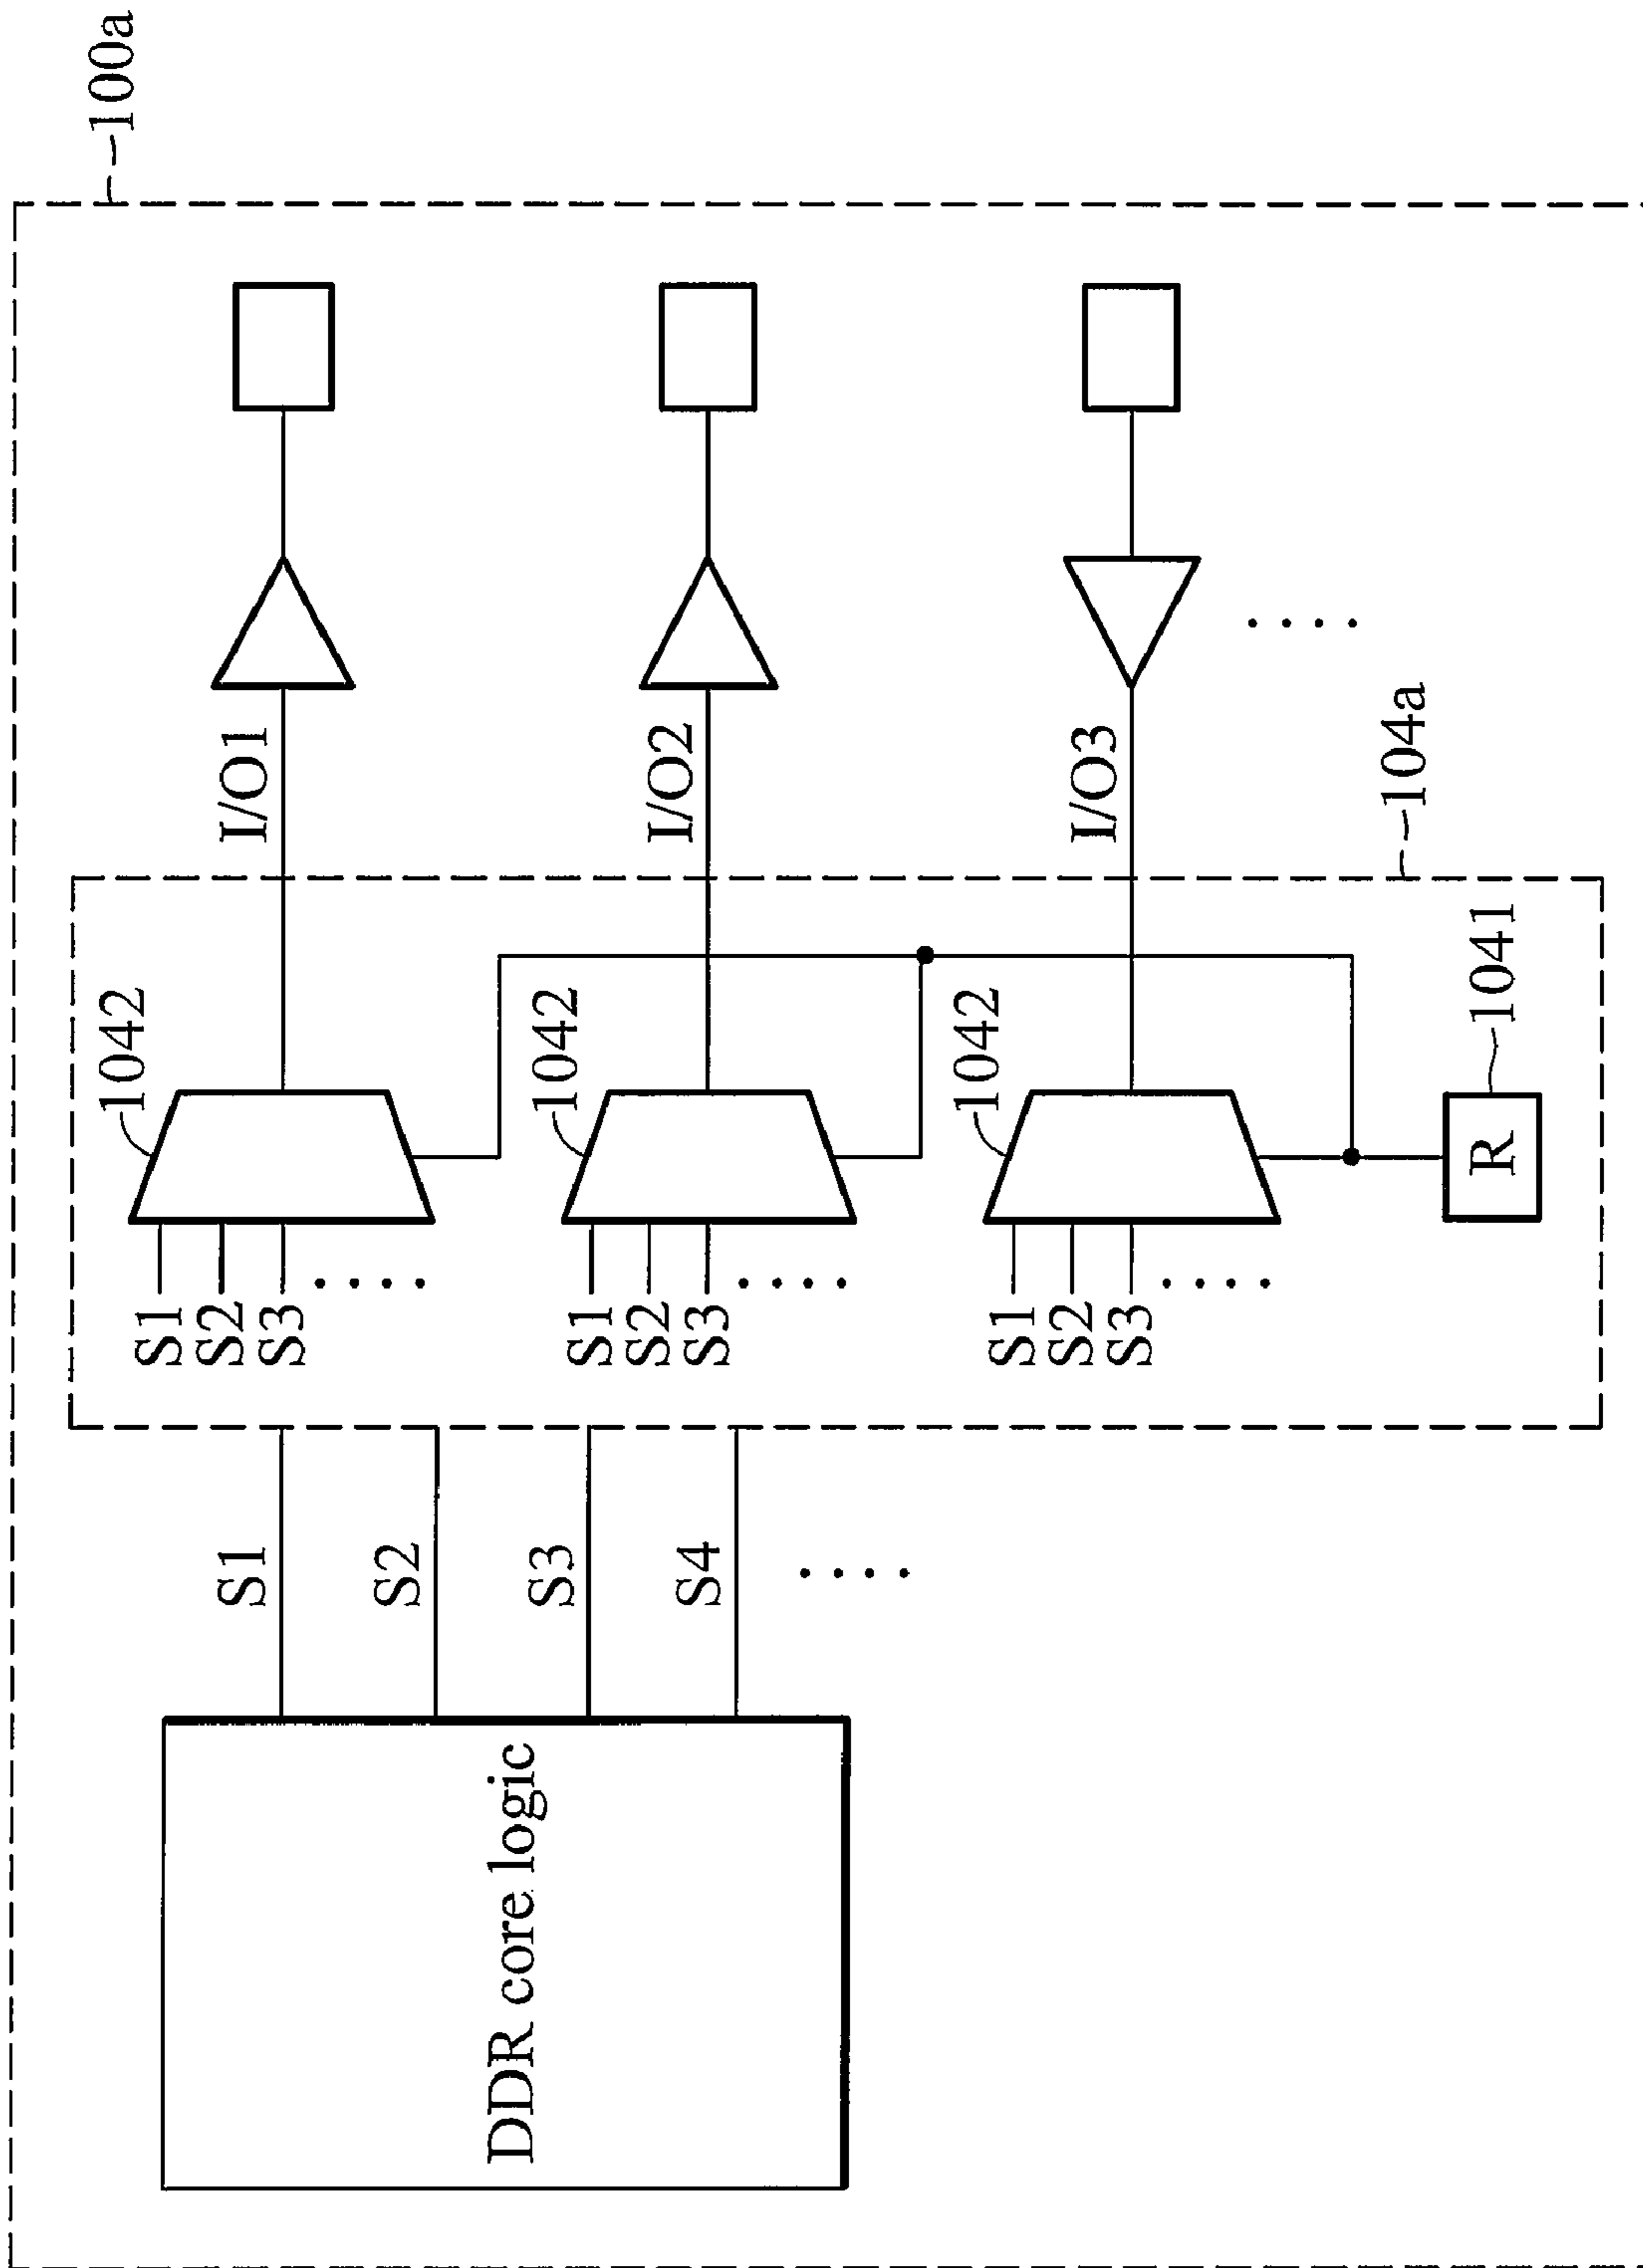 100a
DDR core logic
S1
S2
S3
S4
S1
S2
S3
1042
I/O1
S1
S2
S3
1042
I/O2
S1
S2
S3
1042
I/O3
R
1041
104a